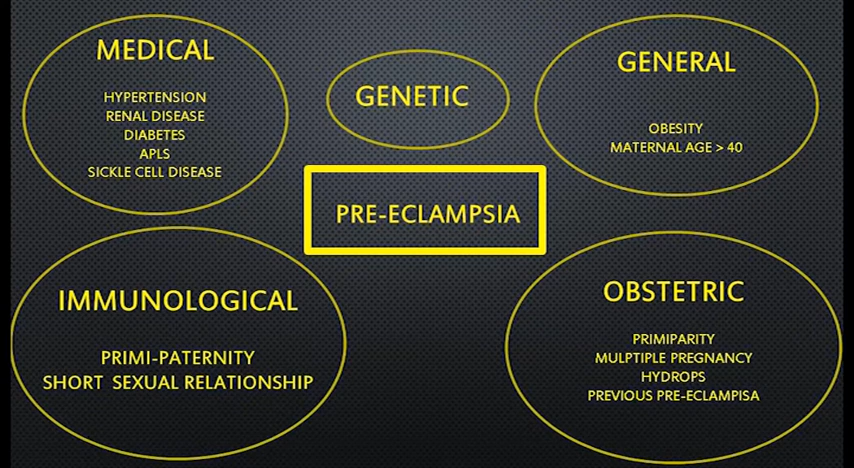 MEDICAL
HYPERTENSION
RENAL DISEASE
DIABETES
APLS
SICKLE CELL DISEASE
GENETIC
GENERAL
OBESITY
MATERNAL AGE > 40
PRE-ECLAMPSIA
IMMUNOLOGICAL
PRIMI-PATERNITY
SHORT SEXUAL RELATIONSHIP
OBSTETRIC
PRIMIPARITY
MULPTIPLE PREGNANCY
HYDROPS
PREVIOUS PRE-ECLAMPISA